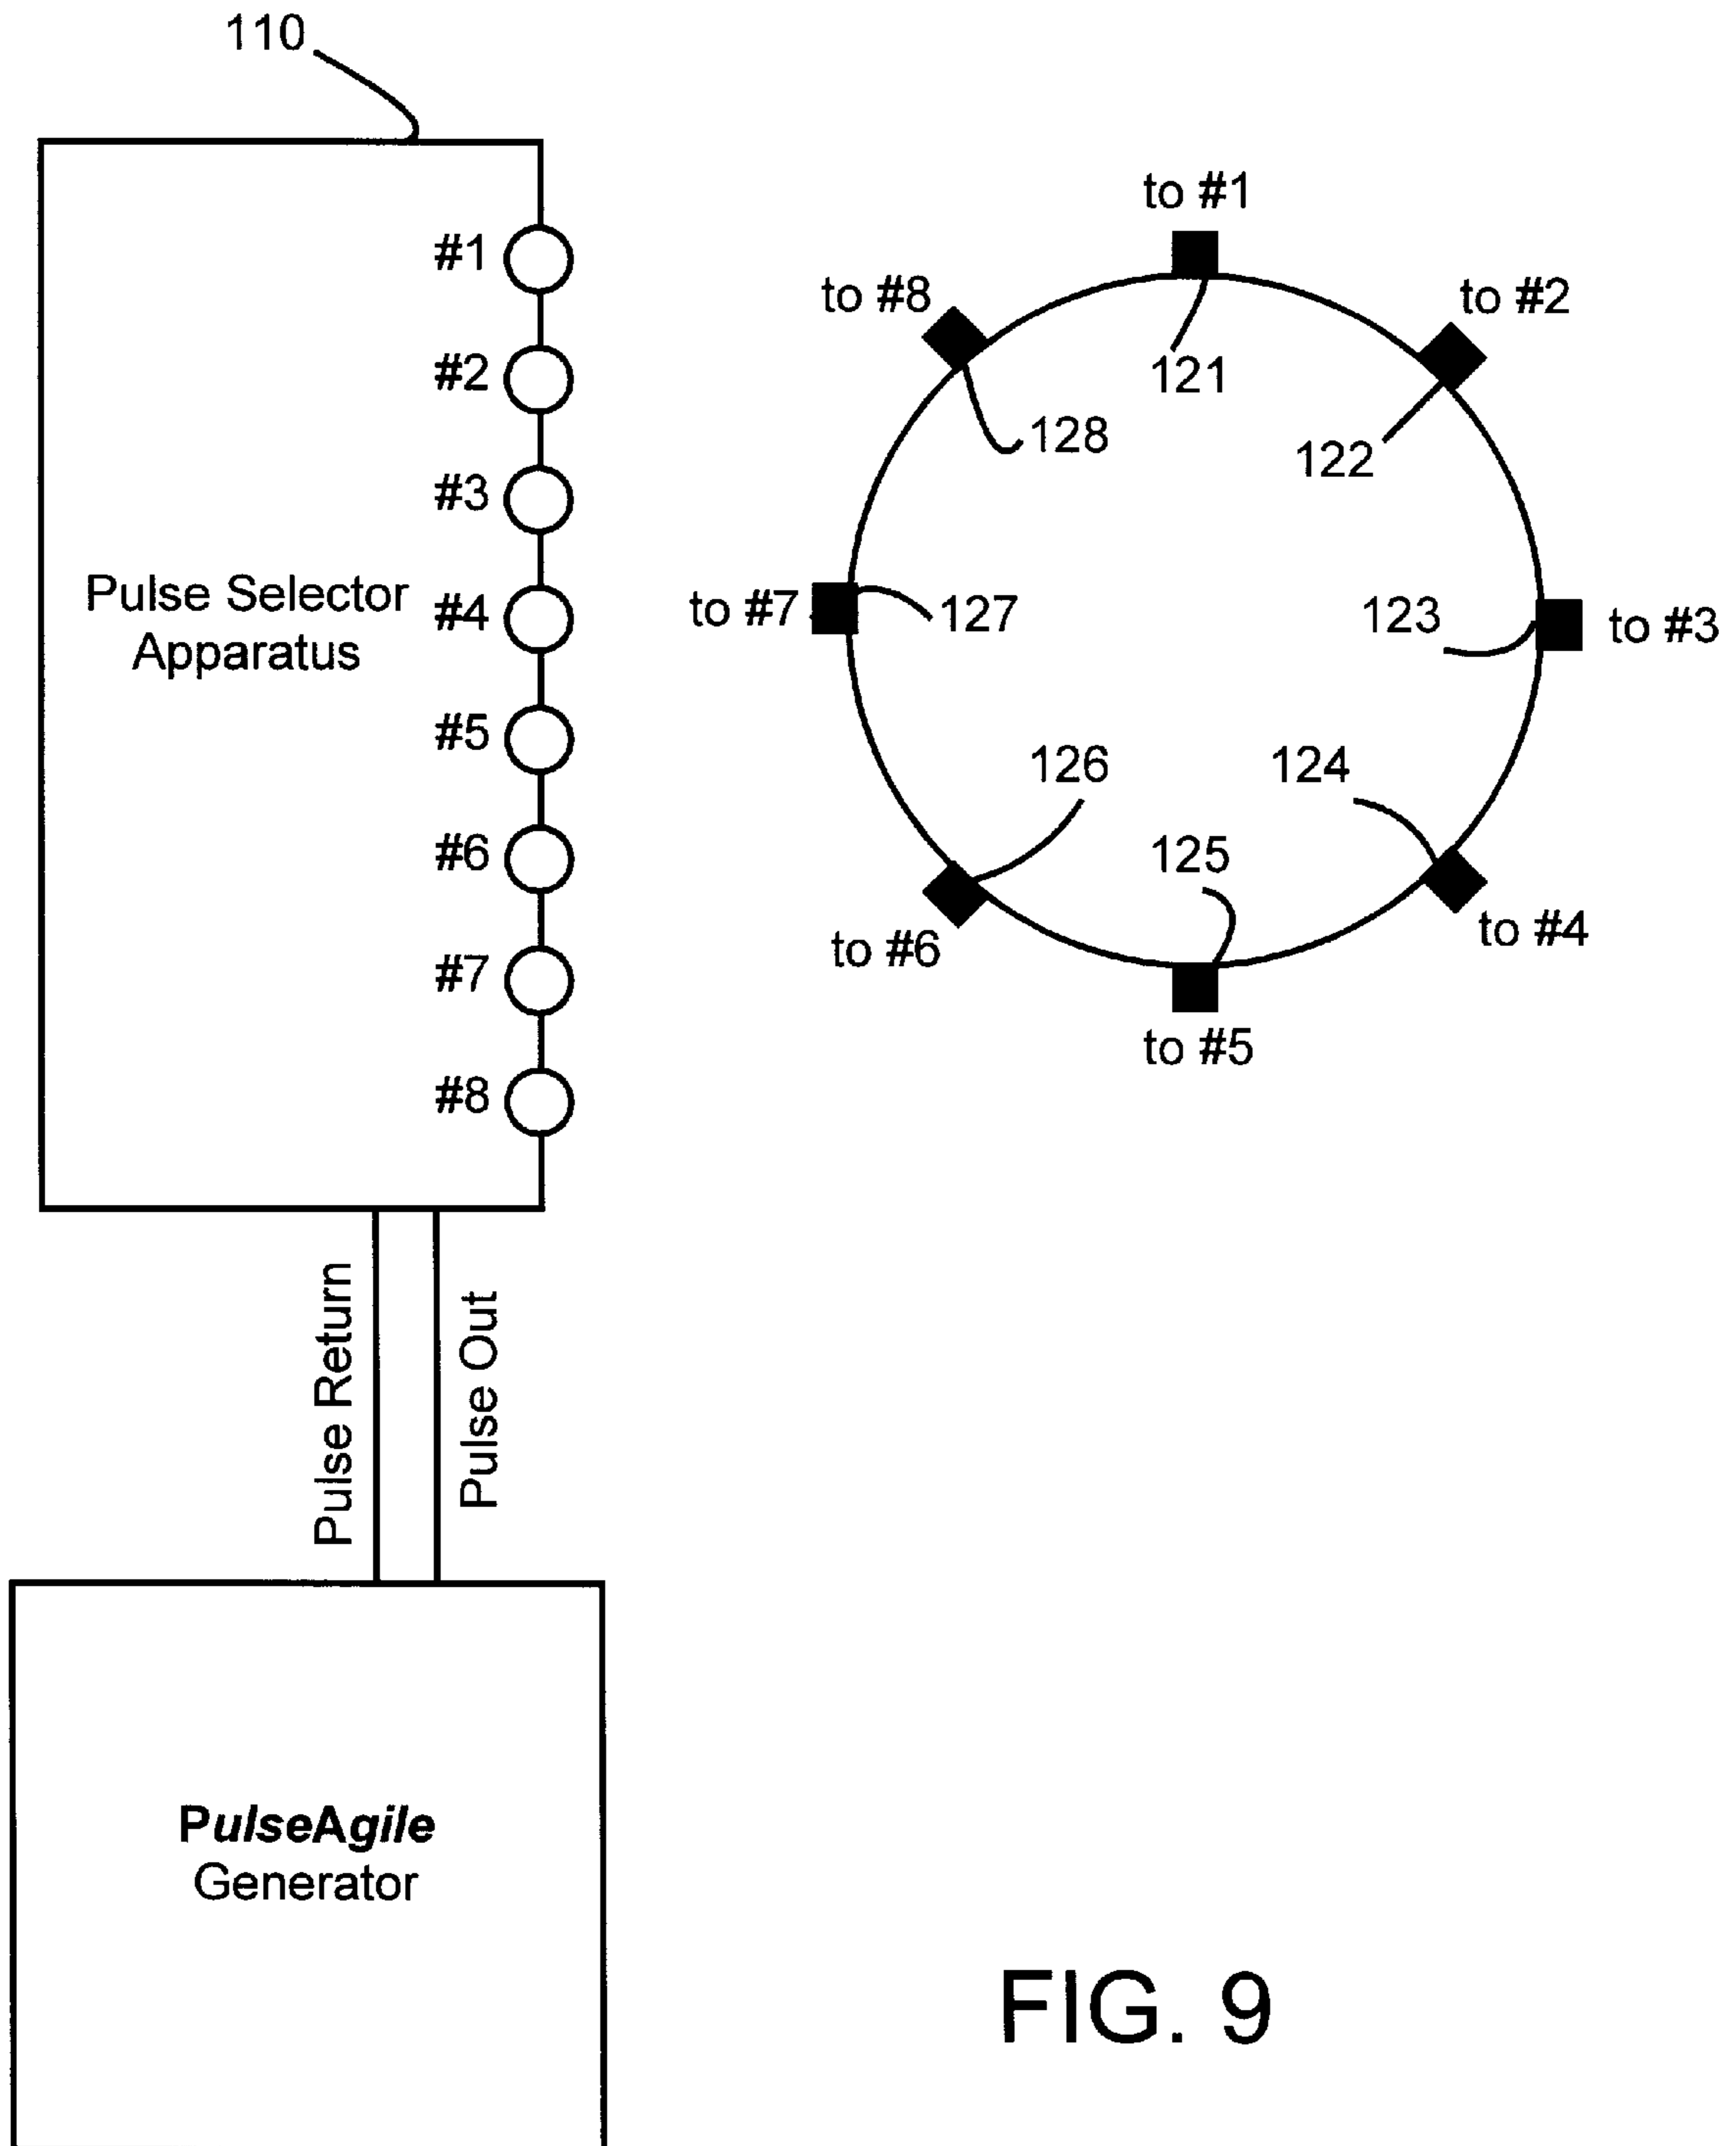 110
#1
#2
#3
#4
#5
#6
#7
#8
Pulse Selector
Apparatus
to #1
to #2
to #3
to #4
to #5
to #6
to #7
to #8
121
122
123
124
125
126
127
128
Pulse Return
Pulse Out
PulseAgile
Generator
FIG. 9